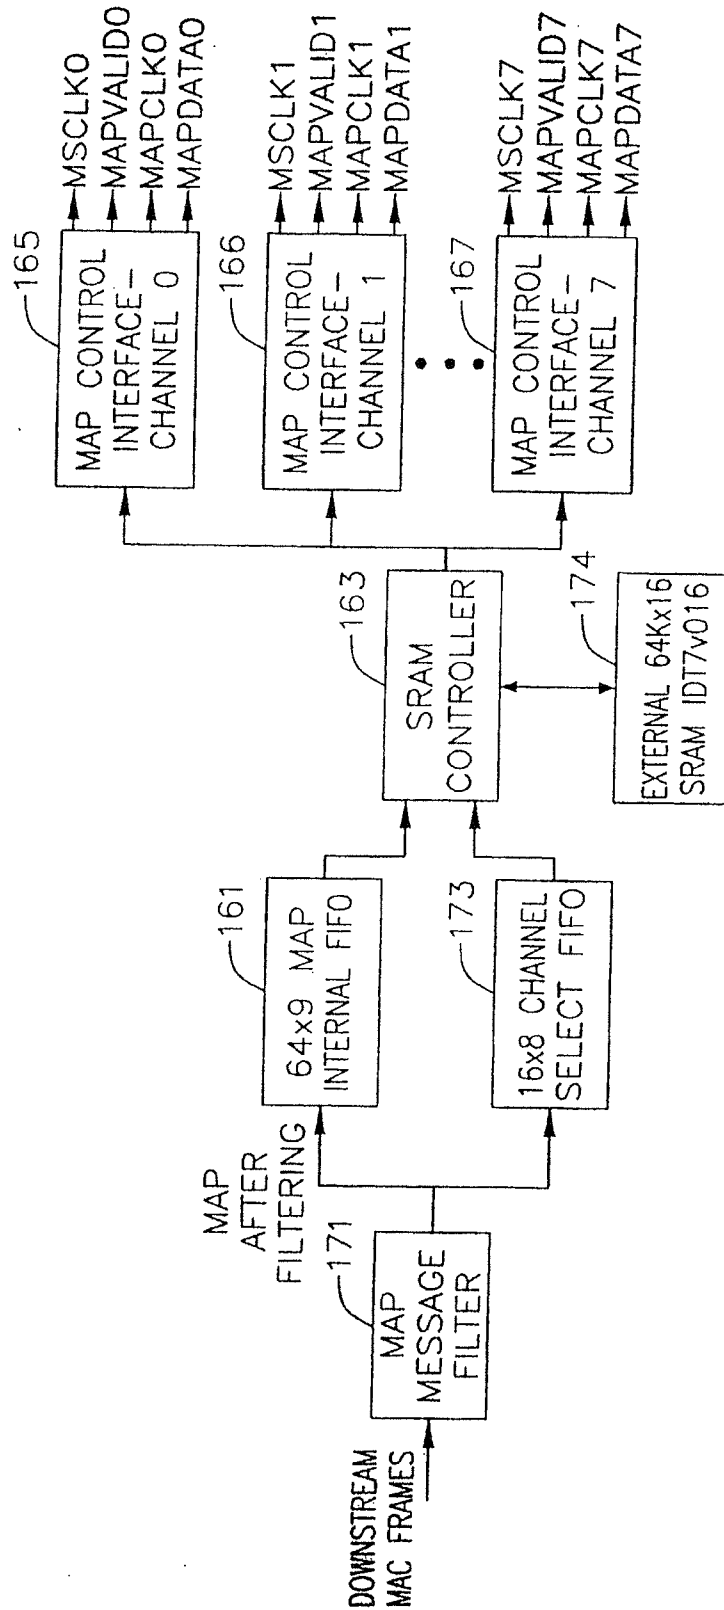 DOWNSTREAM
MAC FRAMES
MAP
MESSAGE
FILTER
171
MAP
AFTER
FILTERING
64x9 MAP
INTERNAL FIFO
161
16x8 CHANNEL
SELECT FIFO
173
SRAM
CONTROLLER
163
EXTERNAL 64Kx16
SRAM IDT7v016
174
MAP CONTROL
INTERFACE–
CHANNEL 0
165
MSCLK0
MAPVALID0
MAPCLK0
MAPDATA0
MAP CONTROL
INTERFACE–
CHANNEL 1
166
MSCLK1
MAPVALID1
MAPCLK1
MAPDATA1
MAP CONTROL
INTERFACE–
CHANNEL 7
167
MSCLK7
MAPVALID7
MAPCLK7
MAPDATA7